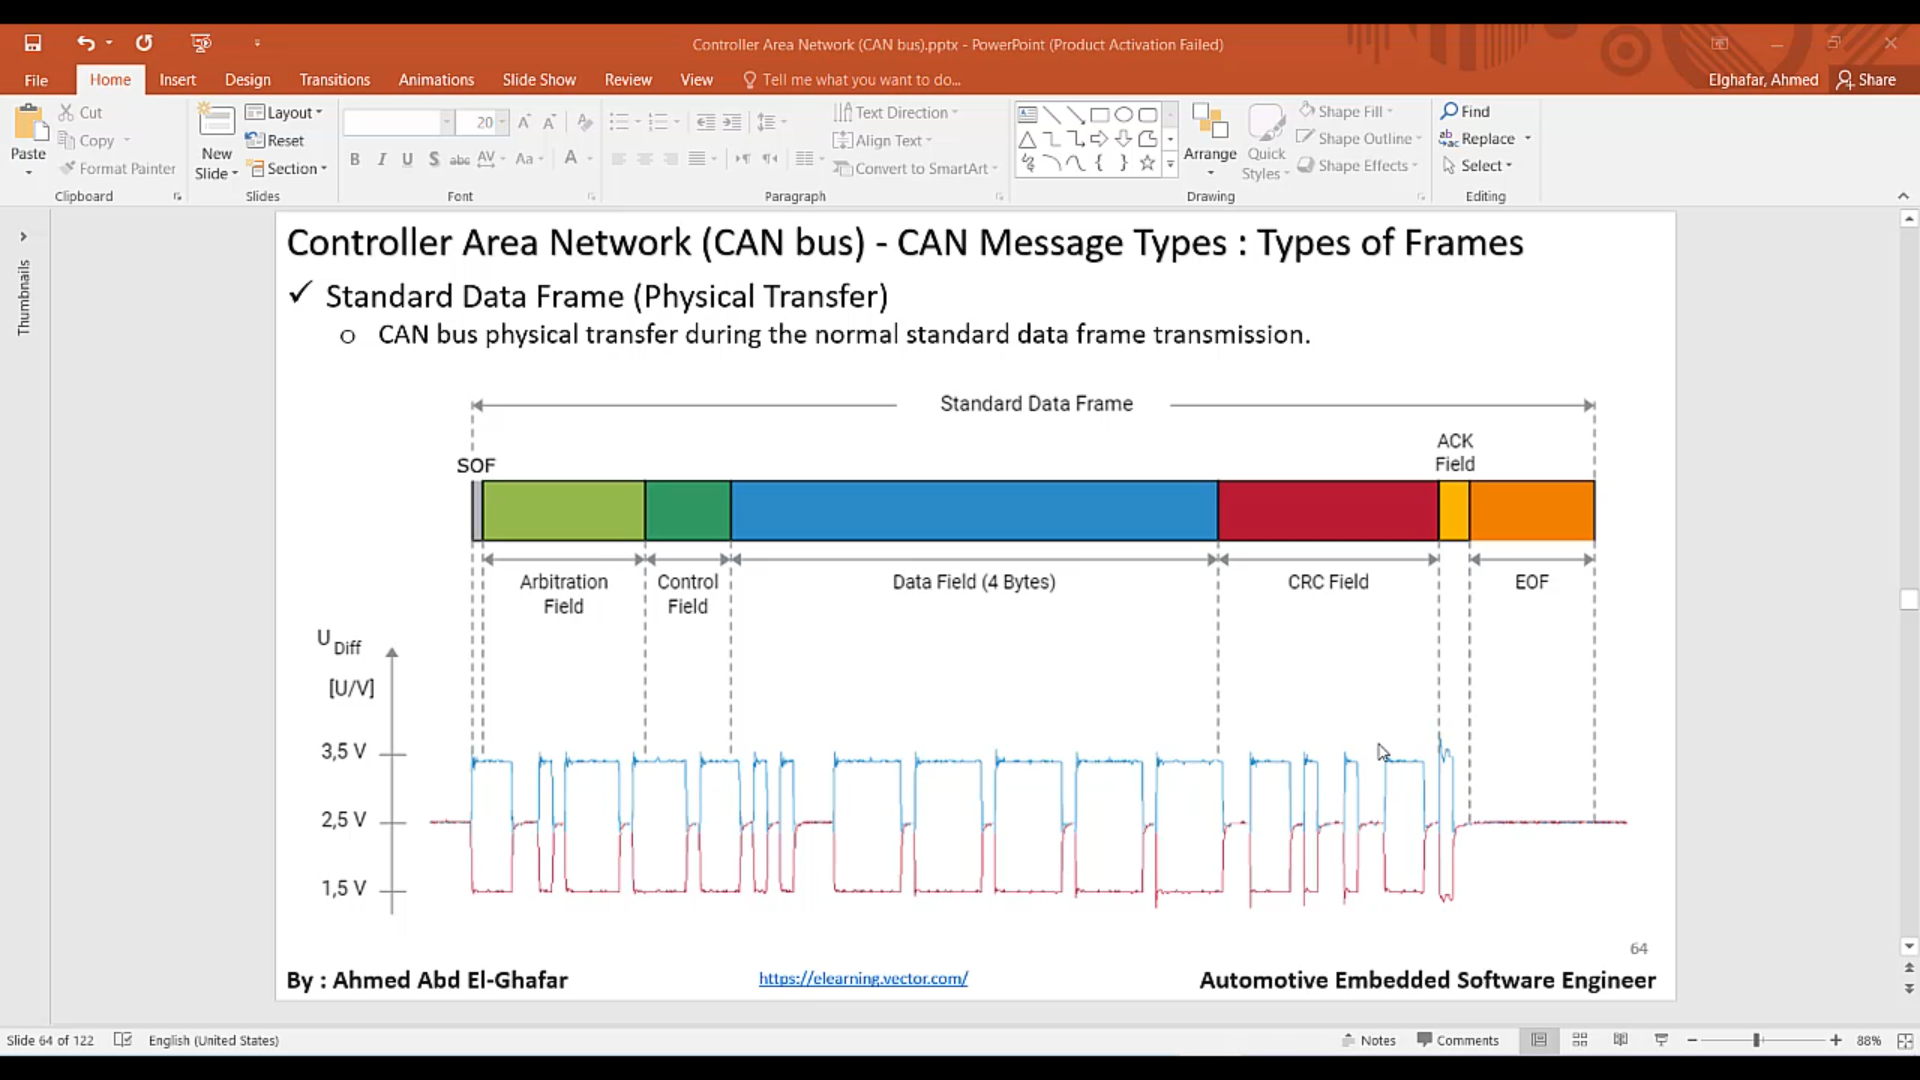 Controller Area Network (CAN bus).pptx - PowerPoint (Product Activation Failed)
File Home Insert Design Transitions Animations Slide Show Review View Tell me what you want to do... Elghafar, Ahmed Share
Paste
Cut
Copy
Format Painter
Clipboard
New Slide
Layout
Reset
Section
Slides
20
B I U S abc AV Aa A
Font
Text Direction
Align Text
Convert to SmartArt
Paragraph
Arrange
Quick Styles
Shape Fill
Shape Outline
Shape Effects
Drawing
Find
Replace
Select
Editing
Thumbnails
Controller Area Network (CAN bus) - CAN Message Types : Types of Frames
✓ Standard Data Frame (Physical Transfer)
o CAN bus physical transfer during the normal standard data frame transmission.
Standard Data Frame
SOF
ACK
Field
Arbitration
Field
Control
Field
Data Field (4 Bytes)
CRC Field
EOF
U Diff
[U/V]
3,5 V
2,5 V
1,5 V
64
By : Ahmed Abd El-Ghafar
https://elearning.vector.com/
Automotive Embedded Software Engineer
Slide 64 of 122 English (United States) Notes Comments 88%